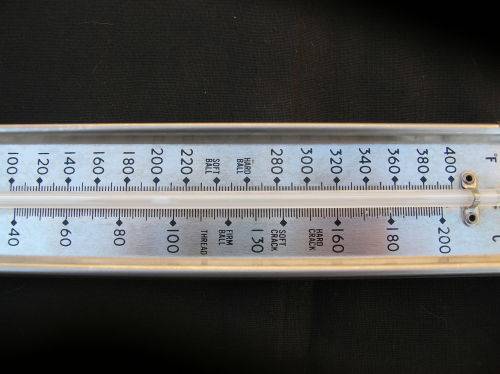 °F
100 120 140 160 180 200 220 SOFT BALL HARD BALL 280 300 320 340 360 380 400
40 60 80 100 THREAD FIRM BALL 130 SOFT CRACK HARD CRACK 160 180 200
C